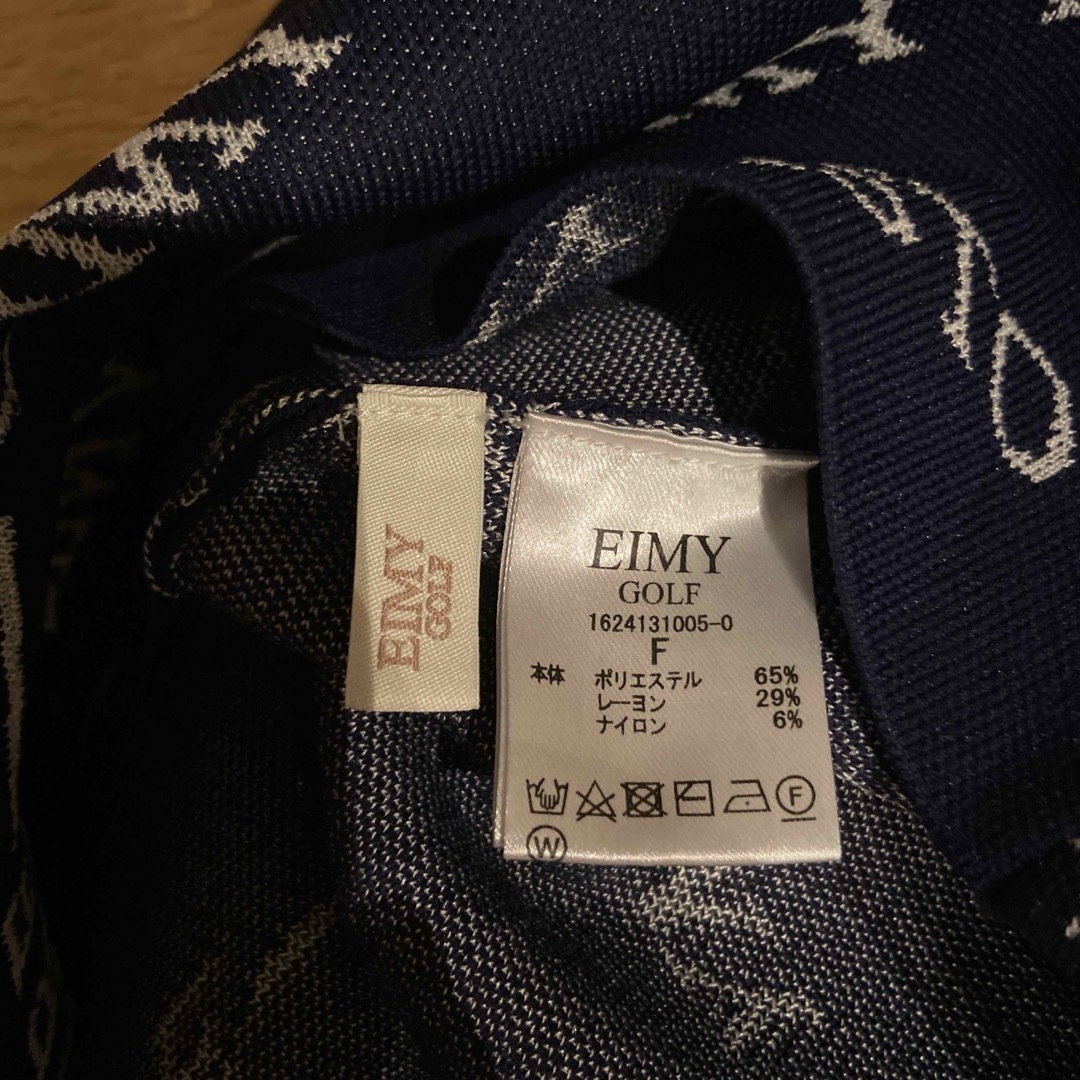 EIMY
GOLF
EIMY
GOLF
1624131005-0
F
本体 ポリエステル 65%
レーヨン 29%
ナイロン 6%
F
W